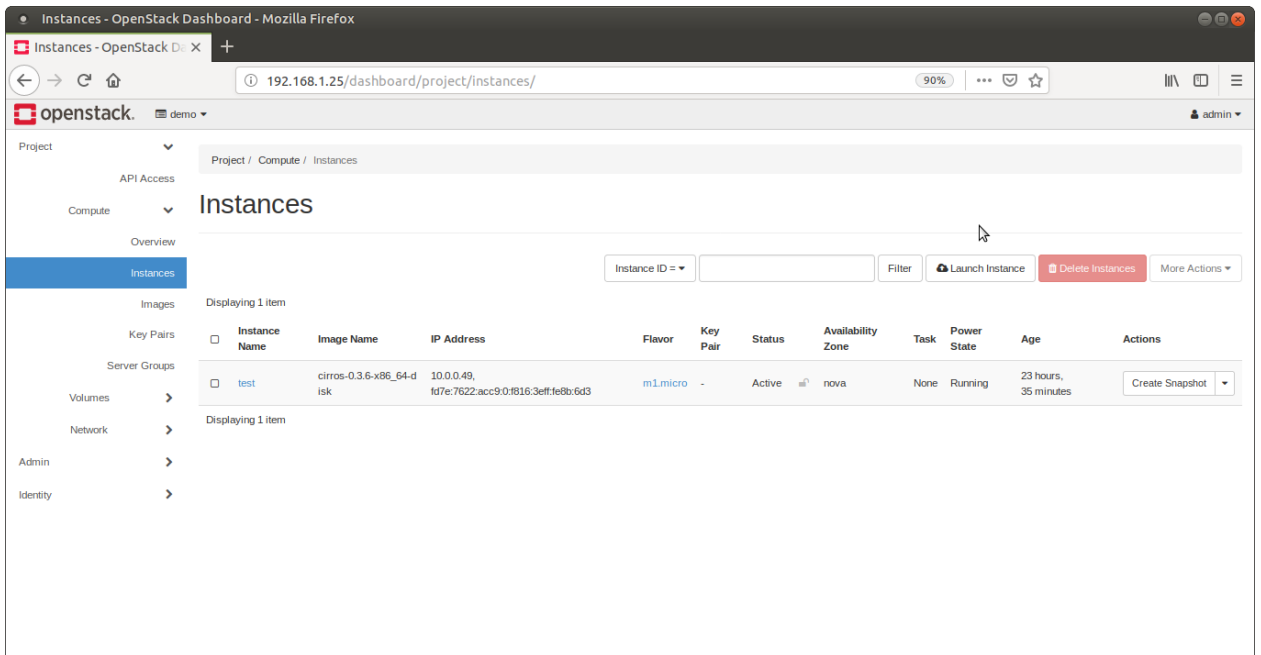 Instances - OpenStack Dashboard - Mozilla Firefox
Instances - OpenStack Da
192.168.1.25/dashboard/project/instances/
90%
openstack.
demo
admin
Project
API Access
Compute
Overview
Instances
Images
Key Pairs
Server Groups
Volumes
Network
Admin
Identity
Project / Compute / Instances
Instances
Instance ID =
Filter
Launch Instance
Delete Instances
More Actions
Displaying 1 item
Instance Name
Image Name
IP Address
Flavor
Key Pair
Status
Availability Zone
Task
Power State
Age
Actions
test
cirros-0.3.6-x86_64-d
isk
10.0.0.49,
fd7e:7622:acc9:0:f816:3eff:fe8b:6d3
m1.micro
-
Active
nova
None
Running
23 hours,
35 minutes
Create Snapshot
Displaying 1 item